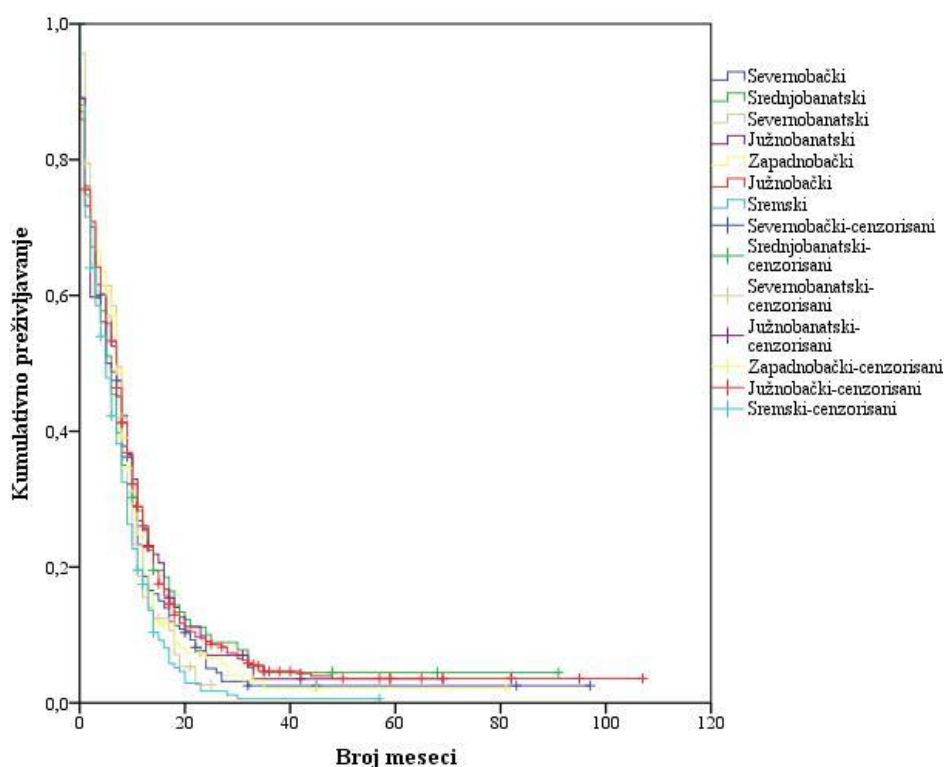 1,0
0,8
0,6
0,4
0,2
0,0
Kumulativno preživljavanje
0
20
40
60
80
100
120
Broj meseci
Severnobački
Srednjobanatski
Severnobanatski
Južnobanatski
Zapadnobački
Južnobački
Sremski
Severnobački-cenzorisani
Srednjobanatski-
cenzorisani
Severnobanatski-
cenzorisani
Južnobanatski-
cenzorisani
Zapadnobački-cenzorisani
Južnobački-cenzorisani
Sremski-cenzorisani